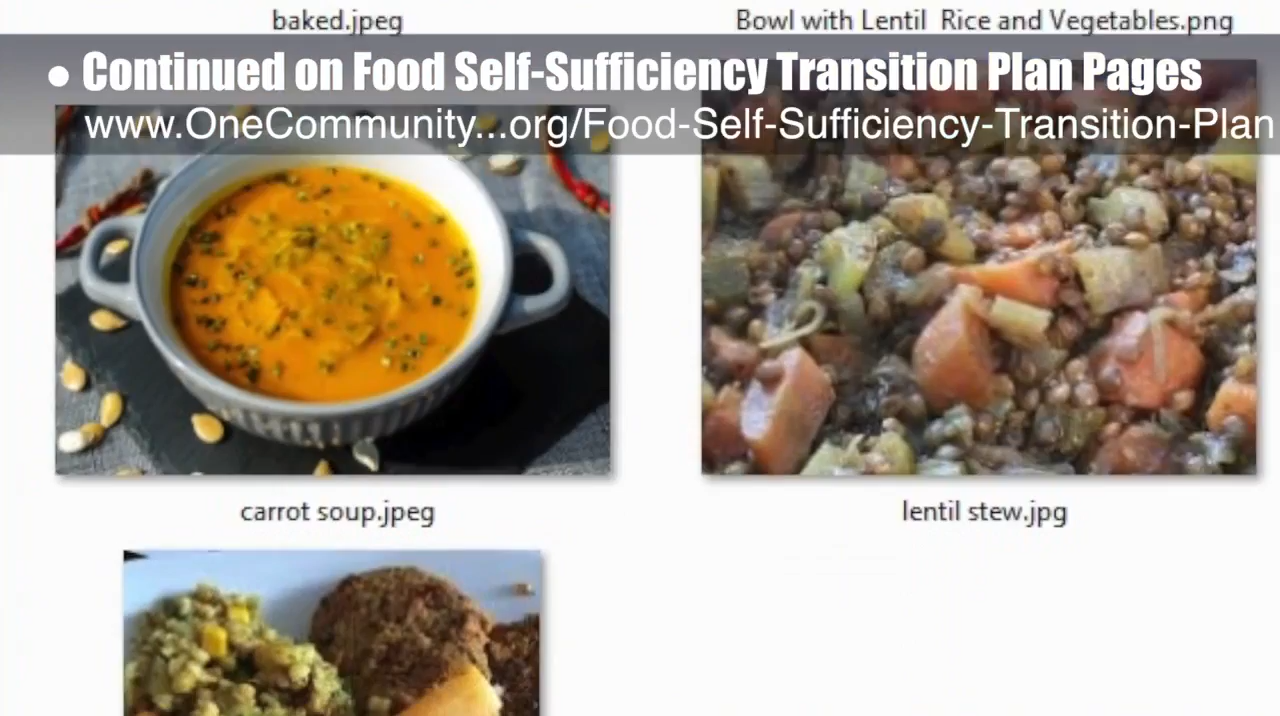 baked.jpeg
Bowl with Lentil Rice and Vegetables.png
• Continued on Food Self-Sufficiency Transition Plan Pages
www.OneCommunity...org/Food-Self-Sufficiency-Transition-Plan
carrot soup.jpeg
lentil stew.jpg